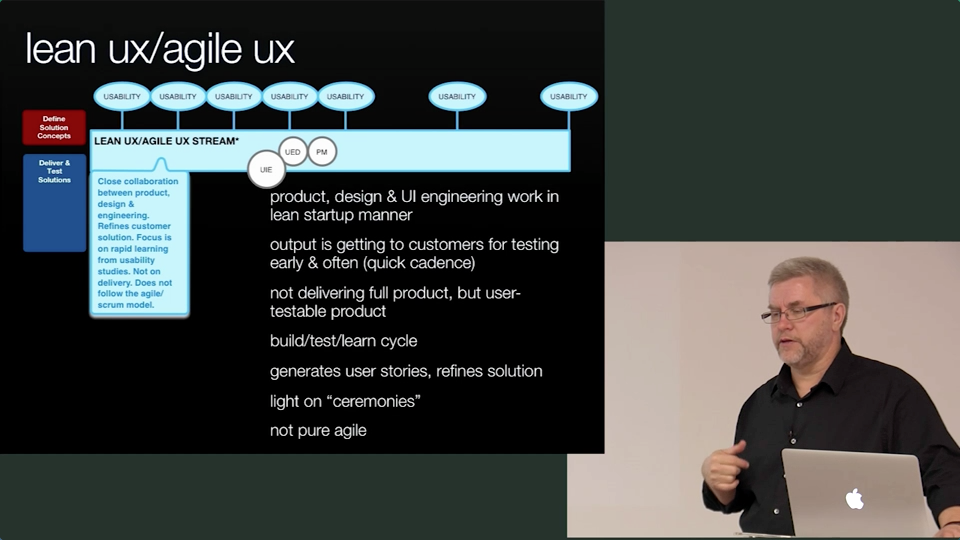 lean ux/agile ux
USABILITY USABILITY USABILITY USABILITY USABILITY USABILITY USABILITY
Define
Solution
Concepts
LEAN UX/AGILE UX STREAM*
UED PM
UIE
Deliver &
Test
Solutions
Close collaboration
between product,
design &
engineering.
Refines customer
solution. Focus is
on rapid learning
from usability
studies. Not on
delivery. Does not
follow the agile/
scrum model.
product, design & UI engineering work in
lean startup manner
output is getting to customers for testing
early & often (quick cadence)
not delivering full product, but user-
testable product
build/test/learn cycle
generates user stories, refines solution
light on “ceremonies”
not pure agile